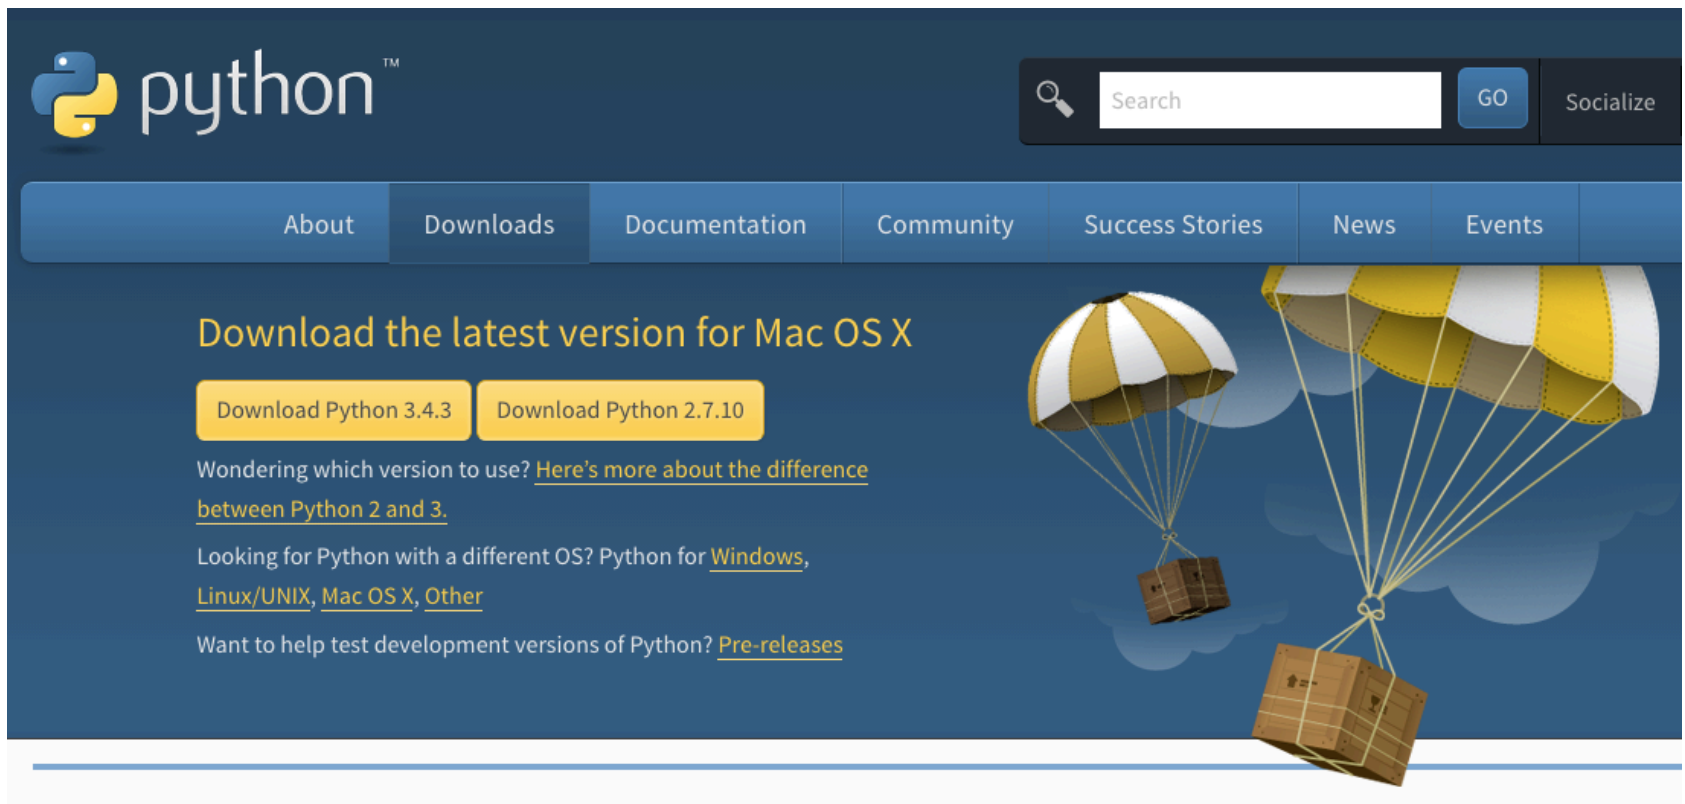 python™
Search
GO
Socialize
About
Downloads
Documentation
Community
Success Stories
News
Events
Download the latest version for Mac OS X
Download Python 3.4.3
Download Python 2.7.10
Wondering which version to use? Here’s more about the difference
between Python 2 and 3.
Looking for Python with a different OS? Python for Windows,
Linux/UNIX, Mac OS X, Other
Want to help test development versions of Python? Pre-releases